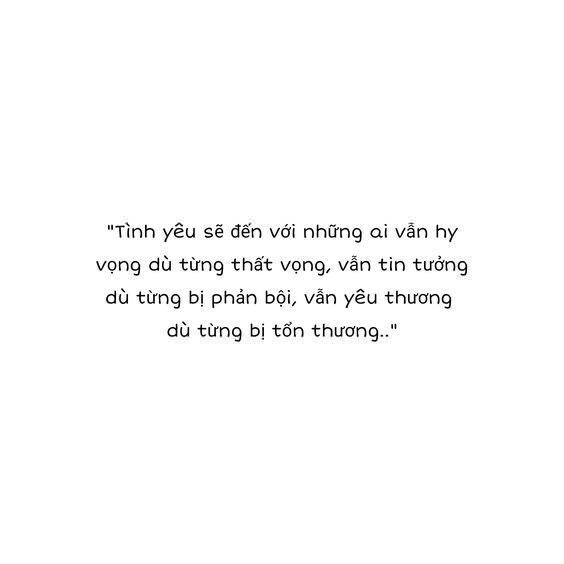 "Tình yêu sẽ đến với những ai vẫn hy
vọng dù từng thất vọng, vẫn tin tưởng
dù từng bị phản bội, vẫn yêu thương
dù từng bị tổn thương.."